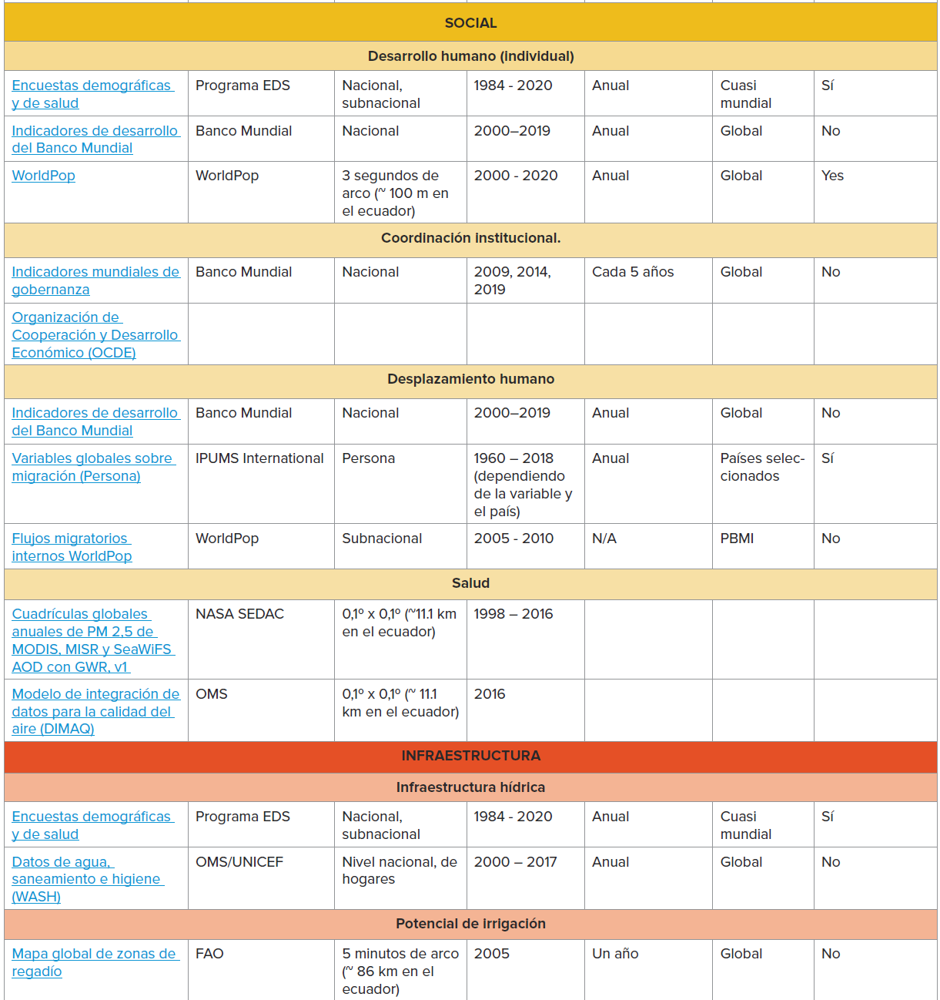 SOCIAL
Desarrollo humano (individual)
Encuestas demográficas Programa EDS Nacional, 1984 - 2020 Anual Cuasi Sí
y de salud subnacional mundial
Indicadores de desarrollo Banco Mundial Nacional 2000–2019 Anual Global No
del Banco Mundial
WorldPop WorldPop 3 segundos de 2000 - 2020 Anual Global Yes
arco (~ 100 m en
el ecuador)
Coordinación institucional.
Indicadores mundiales de Banco Mundial Nacional 2009, 2014, Cada 5 años Global No
gobernanza 2019
Organización de
Cooperación y Desarrollo
Económico (OCDE)
Desplazamiento humano
Indicadores de desarrollo Banco Mundial Nacional 2000–2019 Anual Global No
del Banco Mundial
Variables globales sobre IPUMS International Persona 1960 – 2018 Anual Países selec- Sí
migración (Persona) (dependiendo cionados
de la variable y
el país)
Flujos migratorios WorldPop Subnacional 2005 - 2010 N/A PBMI No
internos WorldPop
Salud
Cuadrículas globales NASA SEDAC 0,1º x 0,1º (~11.1 km 1998 – 2016
anuales de PM 2,5 de en el ecuador)
MODIS, MISR y SeaWiFS
AOD con GWR, v1
Modelo de integración de OMS 0,1º x 0,1º (~ 11.1 2016
datos para la calidad del km en el ecuador)
aire (DIMAQ)
INFRAESTRUCTURA
Infraestructura hídrica
Encuestas demográficas Programa EDS Nacional, 1984 - 2020 Anual Cuasi Sí
y de salud subnacional mundial
Datos de agua, OMS/UNICEF Nivel nacional, de 2000 – 2017 Anual Global No
saneamiento e higiene hogares
(WASH)
Potencial de irrigación
Mapa global de zonas de FAO 5 minutos de arco 2005 Un año Global No
regadío (~ 86 km en el
ecuador)